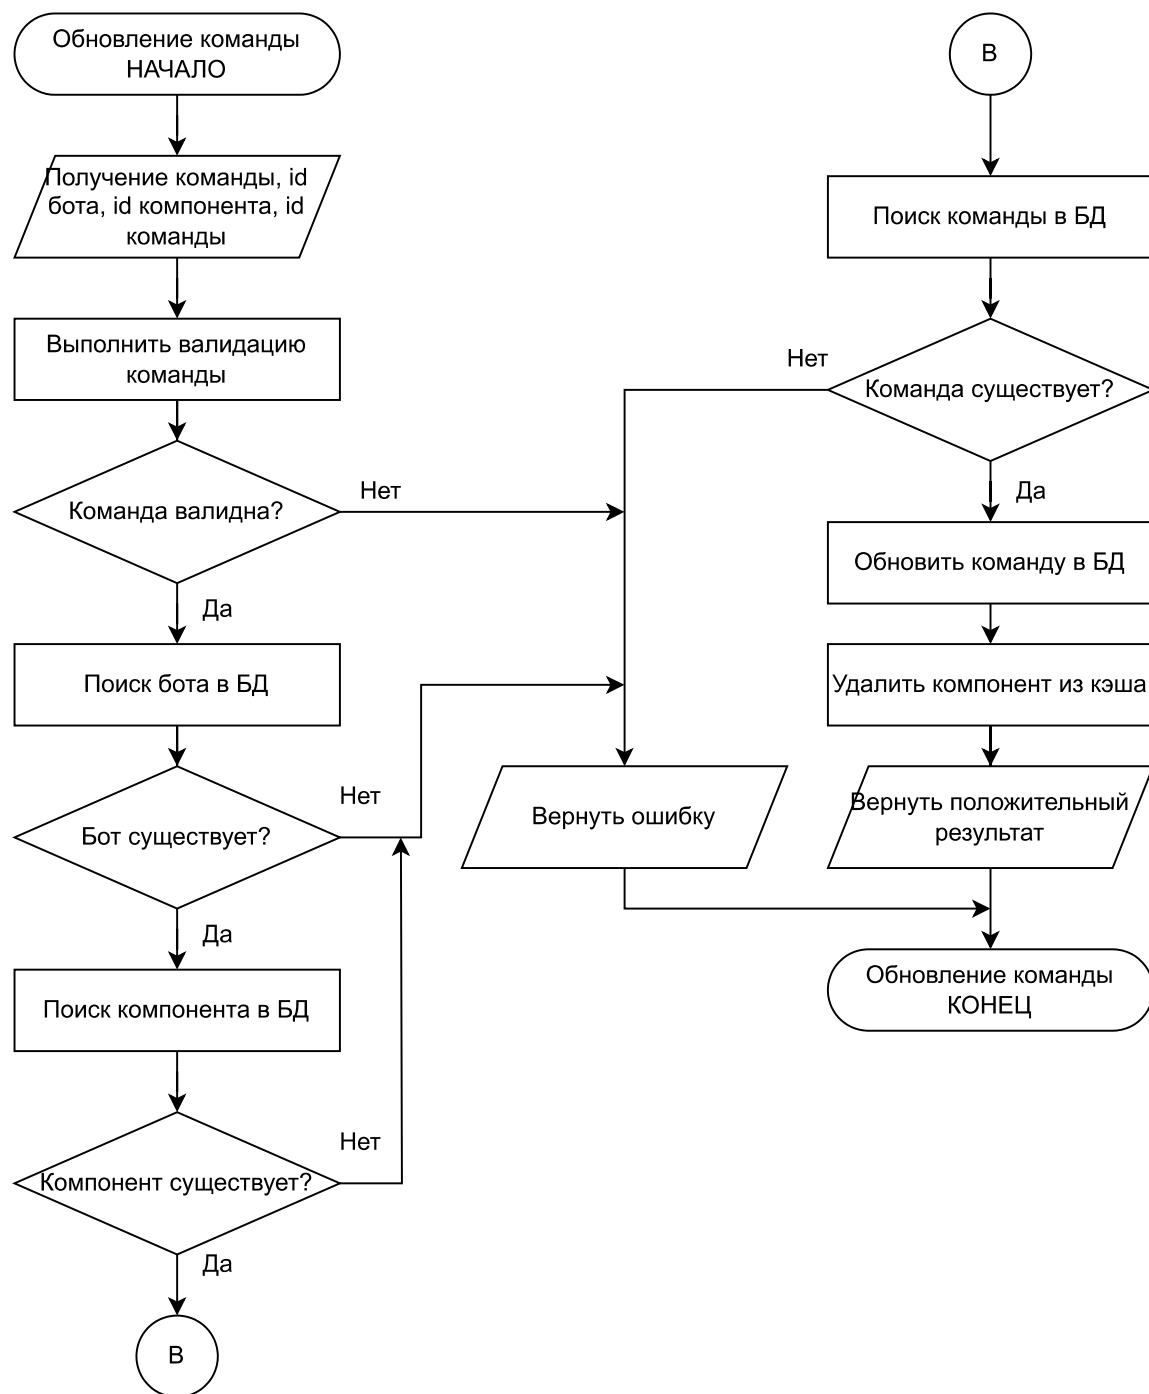 Обновление команды
НАЧАЛО
Получение команды, id
бота, id компонента, id
команды
Выполнить валидацию
команды
Команда валидна?
Нет
Да
Поиск бота в БД
Бот существует?
Нет
Да
Поиск компонента в БД
Компонент существует?
Нет
Да
В
Вернуть ошибку
В
Поиск команды в БД
Команда существует?
Нет
Да
Обновить команду в БД
Удалить компонент из кэша
Вернуть положительный
результат
Обновление команды
КОНЕЦ